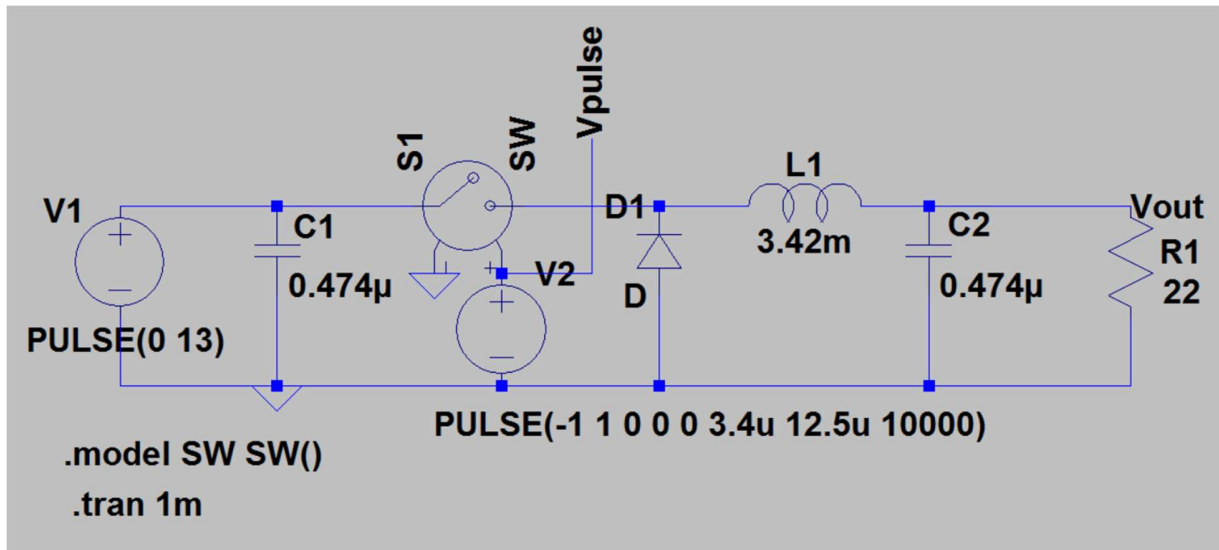 V1
PULSE(0 13)
C1
0.474µ
S1
SW
Vpulse
V2
PULSE(-1 1 0 0 0 3.4u 12.5u 10000)
D1
D
L1
3.42m
C2
0.474µ
Vout
R1
22
.model SW SW()
.tran 1m